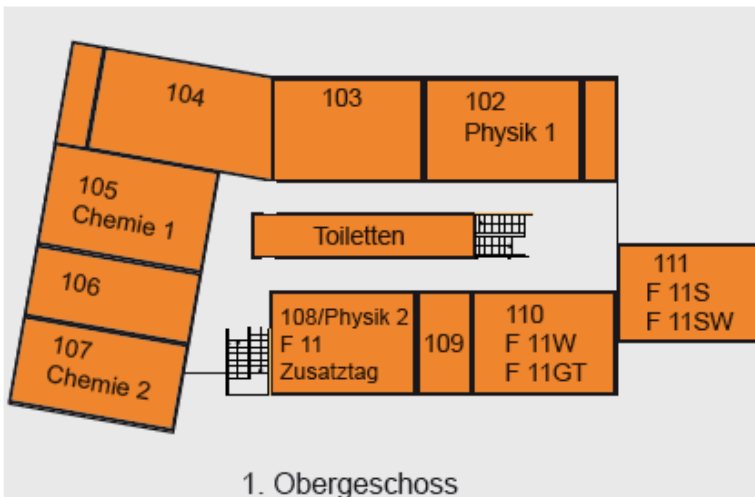 104
103
102
Physik 1
105
Chemie 1
106
107
Chemie 2
Toiletten
108/Physik 2
F 11
Zusatztag
109
110
F 11W
F 11GT
111
F 11S
F 11SW
1. Obergeschoss